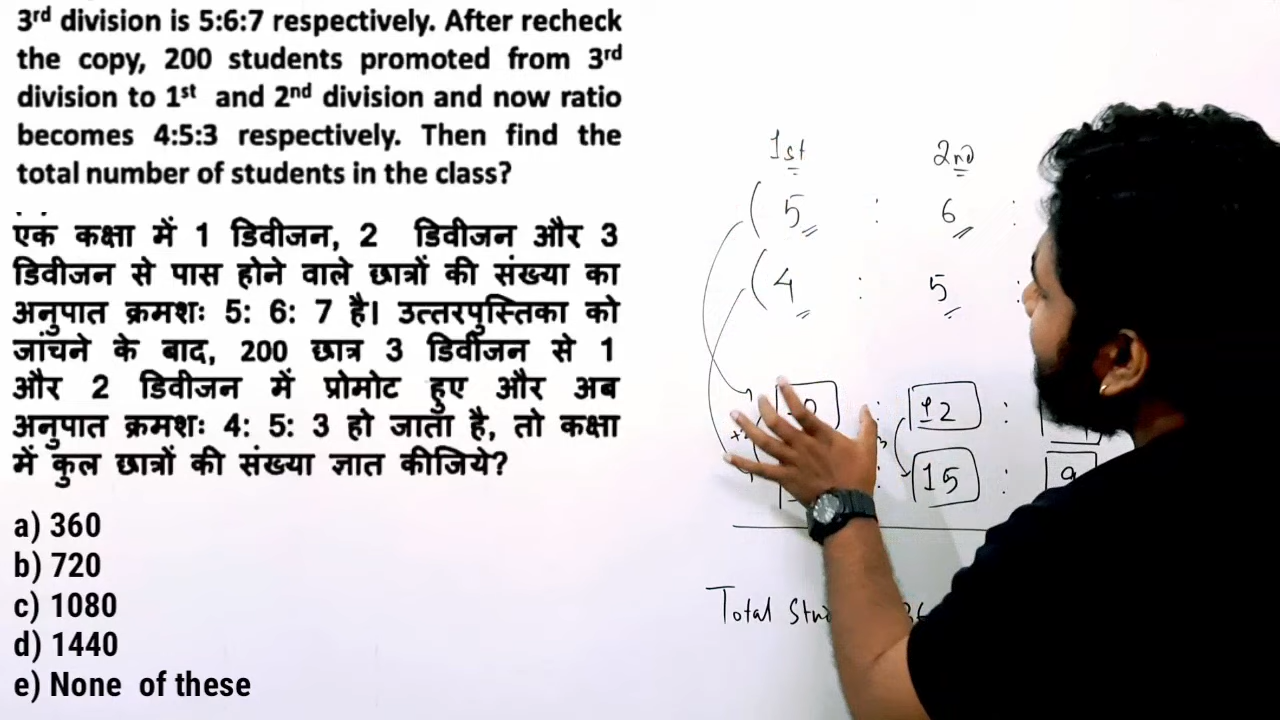 3rd division is 5:6:7 respectively. After recheck
the copy, 200 students promoted from 3rd
division to 1st and 2nd division and now ratio
becomes 4:5:3 respectively. Then find the
total number of students in the class?
एक कक्षा में 1 डिवीजन, 2 डिवीजन और 3
डिवीजन से पास होने वाले छात्रों की संख्या का
अनुपात क्रमशः 5: 6: 7 है। उत्तरपुस्तिका को
जांचने के बाद, 200 छात्र 3 डिवीजन से 1
और 2 डिवीजन में प्रोमोट हुए और अब
अनुपात क्रमशः 4: 5: 3 हो जाता है, तो कक्षा
में कुल छात्रों की संख्या ज्ञात कीजिये?
a) 360
b) 720
c) 1080
d) 1440
e) None of these
1st 2nd
( 5 : 6 :
( 4 : 5 :
: 12 :
: 15 : 9
Total